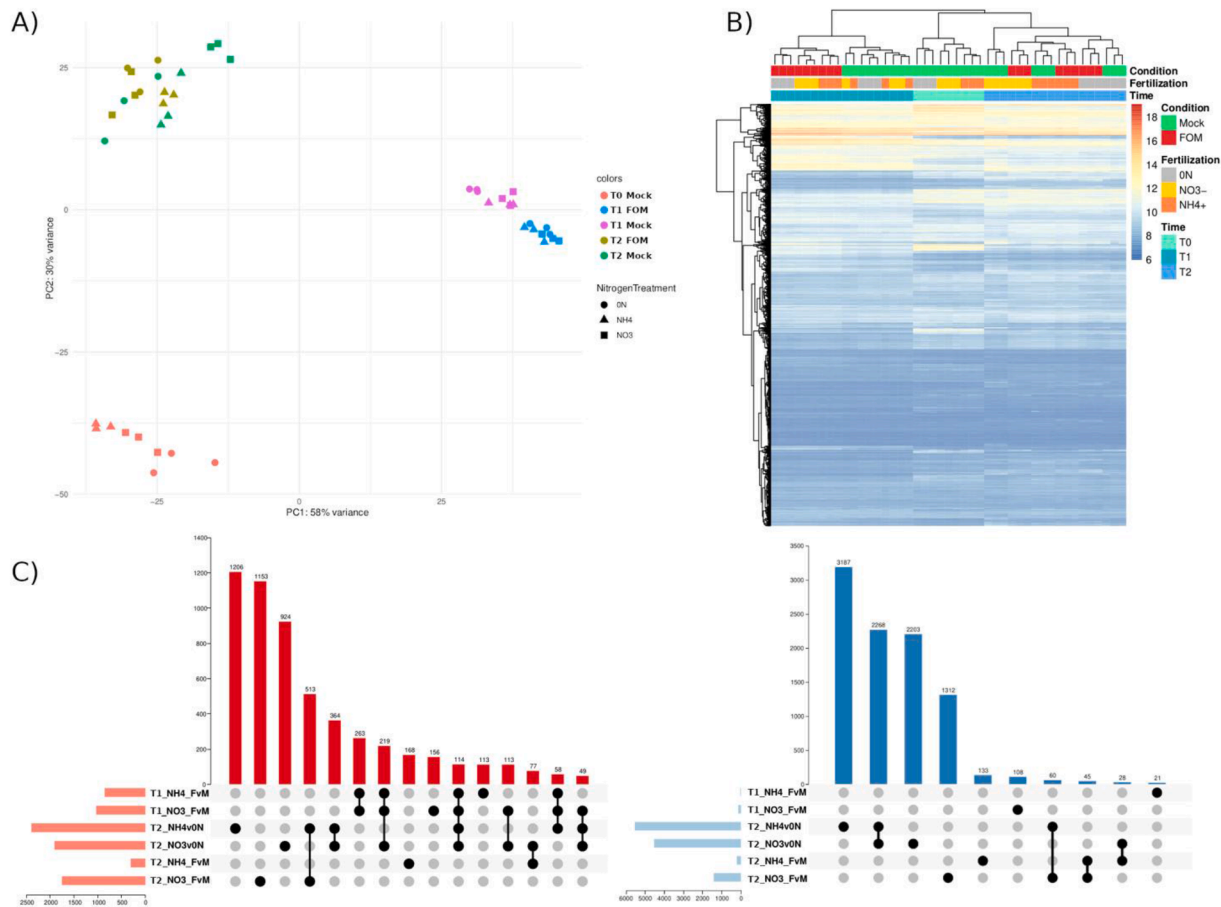 A)
25
0
−25
−50
−25
0
25
PC2: 30% variance
PC1: 58% variance
colors
T0 Mock
T1 FOM
T1 Mock
T2 FOM
T2 Mock
NitrogenTreatment
0N
NH4
NO3
B)
Condition
Fertilization
Time
18
16
14
12
10
8
6
Condition
Mock
FOM
Fertilization
0N
NO3−
NH4+
Time
T0
T1
T2
C)
1400
1200
1000
800
600
400
200
0
1206
1153
924
513
364
263
219
168
156
114
113
113
77
58
49
T1_NH4_FvM
T1_NO3_FvM
T2_NH4v0N
T2_NO3v0N
T2_NH4_FvM
T2_NO3_FvM
2500 2000 1500 1000 500 0
3500
3000
2500
2000
1500
1000
500
0
3187
2268
2203
1312
133
108
60
45
28
21
T1_NH4_FvM
T1_NO3_FvM
T2_NH4v0N
T2_NO3v0N
T2_NH4_FvM
T2_NO3_FvM
6000 5000 4000 3000 2000 1000 0